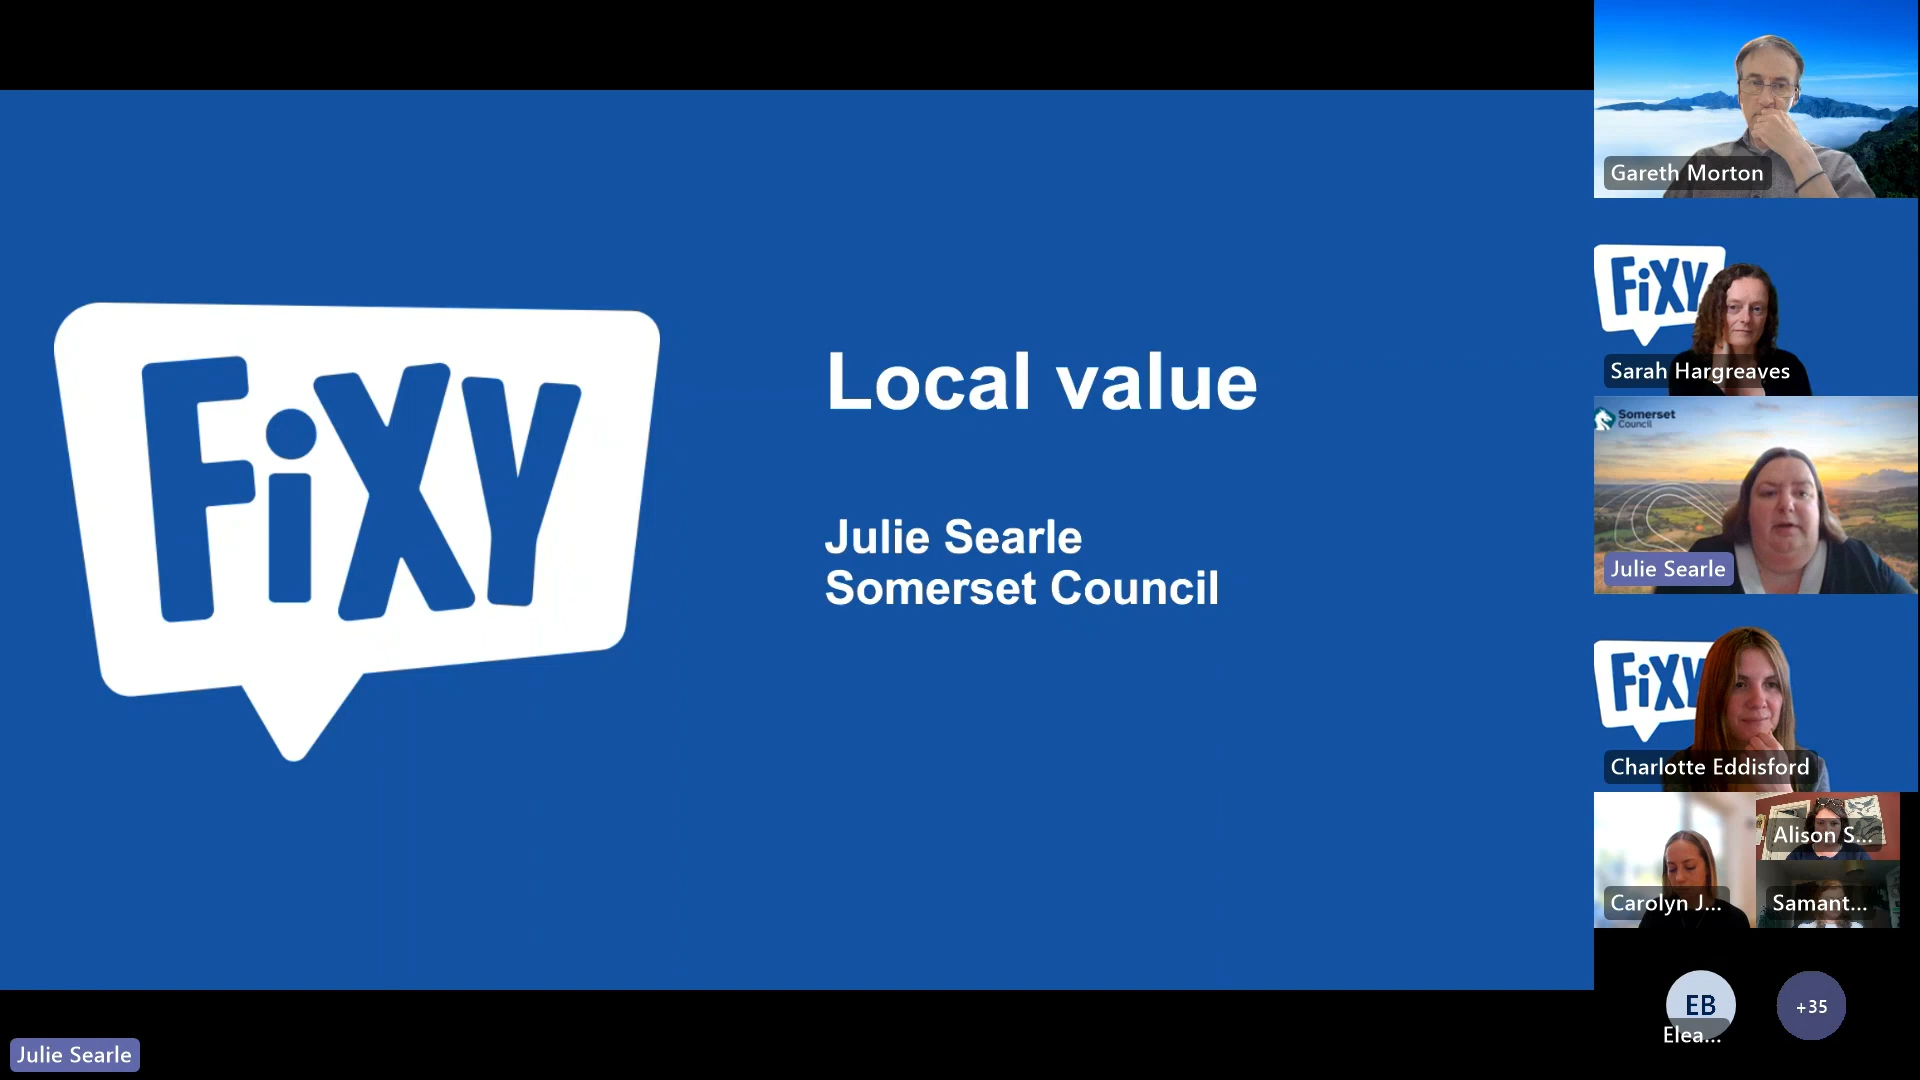 FiXY
Local value
Julie Searle
Somerset Council
Julie Searle
Gareth Morton
FiXY
Sarah Hargreaves
Somerset
Council
Julie Searle
FiXY
Charlotte Eddisford
Carolyn J...
Alison S...
Samant...
EB
Elea...
+35